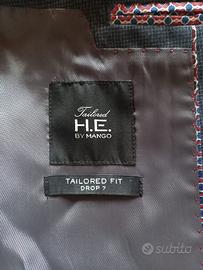 Tailored
H.E.
BY MANGO
TAILORED FIT
DROP 7
subito